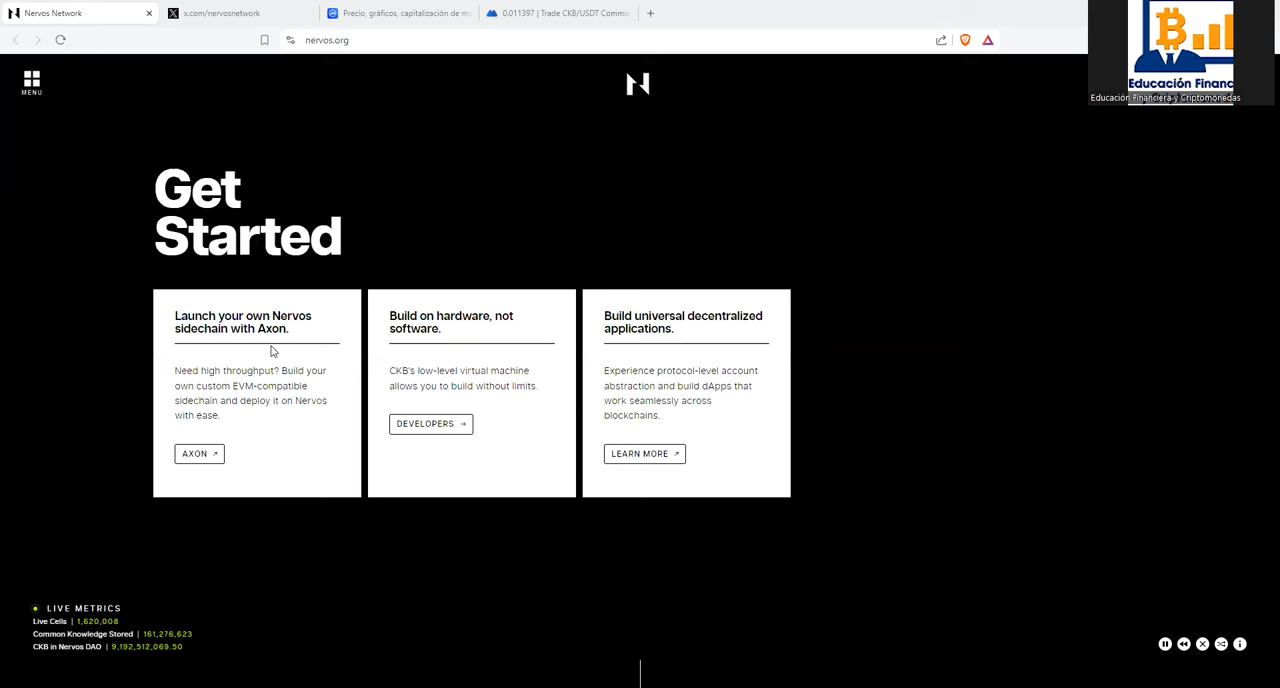 Nervos Network
x.com/nervosnetwork
Precio, gráficos, capitalización de me
0.011397 | Trade CKB/USDT Commo
nervos.org
MENU
Educación Financ
Educación Financiera y Criptomonedas
Get
Started
Launch your own Nervos
sidechain with Axon.
Need high throughput? Build your
own custom EVM-compatible
sidechain and deploy it on Nervos
with ease.
AXON
Build on hardware, not
software.
CKB's low-level virtual machine
allows you to build without limits.
DEVELOPERS
Build universal decentralized
applications.
Experience protocol-level account
abstraction and build dApps that
work seamlessly across
blockchains.
LEARN MORE
LIVE METRICS
Live Cells | 1,620,008
Common Knowledge Stored | 161,276,623
CKB in Nervos DAO | 9,192,512,069.50